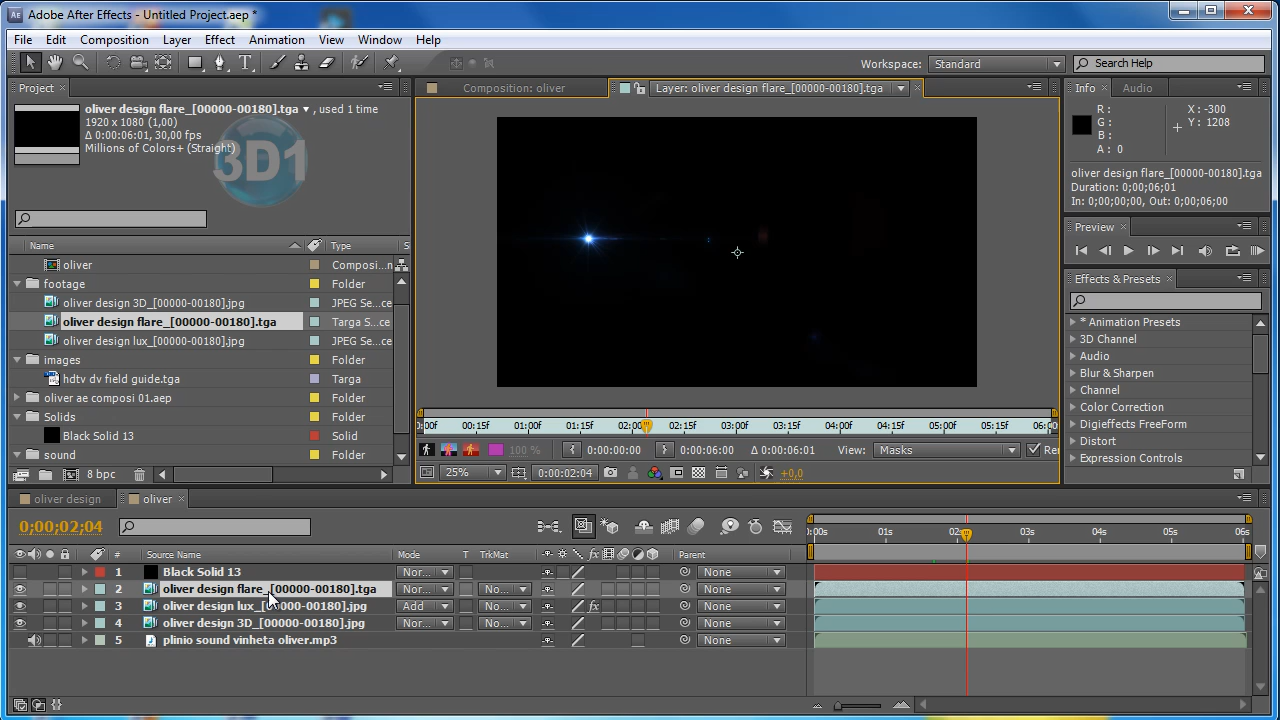 Adobe After Effects - Untitled Project.aep *
File Edit Composition Layer Effect Animation View Window Help
Workspace: Standard Search Help
Project
Composition: oliver
Layer: oliver design flare_[00000-00180].tga
Info Audio
oliver design flare_[00000-00180].tga ▾ , used 1 time
1920 x 1080 (1,00)
Δ 0:00:06:01, 30,00 fps
Millions of Colors+ (Straight)
3D1
R :
G :
B :
A : 0
X : -300
Y : 1208
oliver design flare_[00000-00180].tga
Duration: 0;00;06;01
In: 0;00;00;00, Out: 0;00;06;00
Preview
Effects & Presets
* Animation Presets
3D Channel
Audio
Blur & Sharpen
Channel
Color Correction
Digieffects FreeForm
Distort
Expression Controls
Name Type S
oliver Composi...n
footage Folder
oliver design 3D_[00000-00180].jpg JPEG Se...ce
oliver design flare_[00000-00180].tga Targa S...ce
oliver design lux_[00000-00180].jpg JPEG Se...ce
images Folder
hdtv dv field guide.tga Targa
oliver ae composi 01.aep Folder
Solids Folder
Black Solid 13 Solid
sound Folder
8 bpc
:00f 00:15f 01:00f 01:15f 02:00 02:15f 03:00f 03:15f 04:00f 04:15f 05:00f 05:15f 06:00
100 % 0:00:00:00 0:00:06:00 Δ 0:00:06:01 View: Masks Re
25% 0:00:02:04 +0,0
oliver design oliver
0;00;02;04
:00s 01s 02 03s 04s 05s 06s
# Source Name Mode T TrkMat fx Parent
1 Black Solid 13 Nor... None
2 oliver design flare_[00000-00180].tga Nor... No... None
3 oliver design lux_[00000-00180].jpg Add No... fx None
4 oliver design 3D_[00000-00180].jpg Nor... No... None
5 plinio sound vinheta oliver.mp3 None